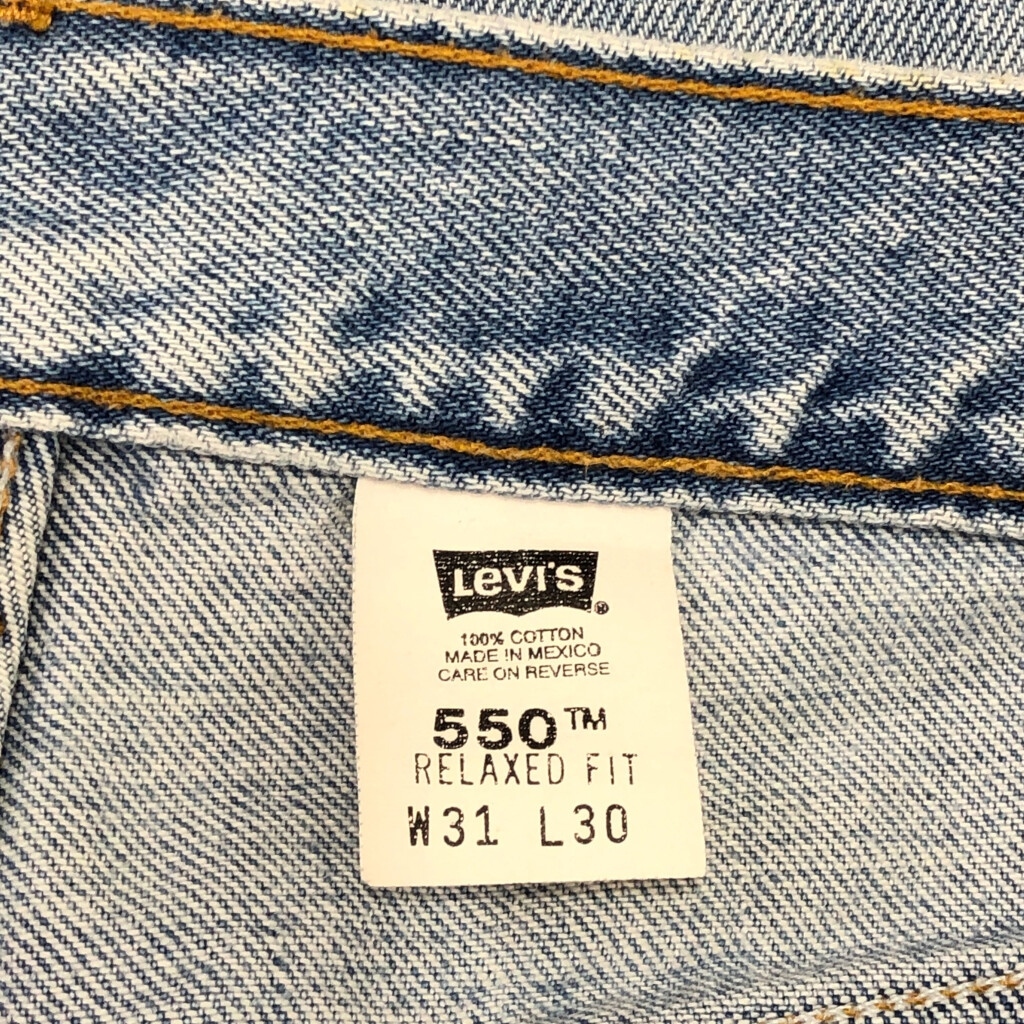 Levi's®
100% COTTON
MADE IN MEXICO
CARE ON REVERSE
550™
RELAXED FIT
W31 L30